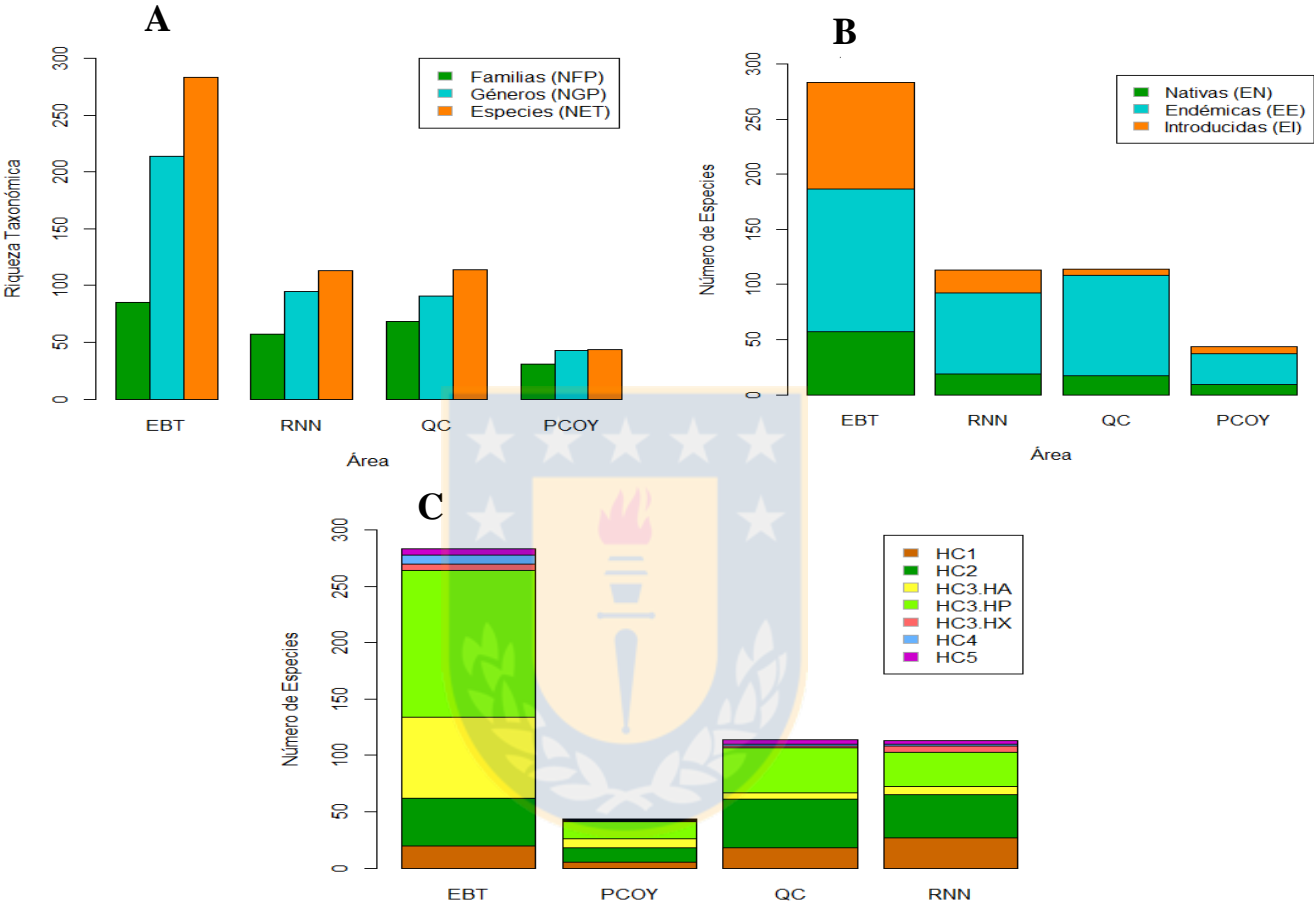 A
300
250
200
150
100
50
0
Riqueza Taxonómica
Familias (NFP)
Géneros (NGP)
Especies (NET)
EBT RNN QC PCOY
Área
B
300
250
200
150
100
50
0
Número de Especies
Nativas (EN)
Endémicas (EE)
Introducidas (EI)
EBT RNN QC PCOY
Área
C
300
250
200
150
100
50
0
Número de Especies
HC1
HC2
HC3.HA
HC3.HP
HC3.HX
HC4
HC5
EBT PCOY QC RNN